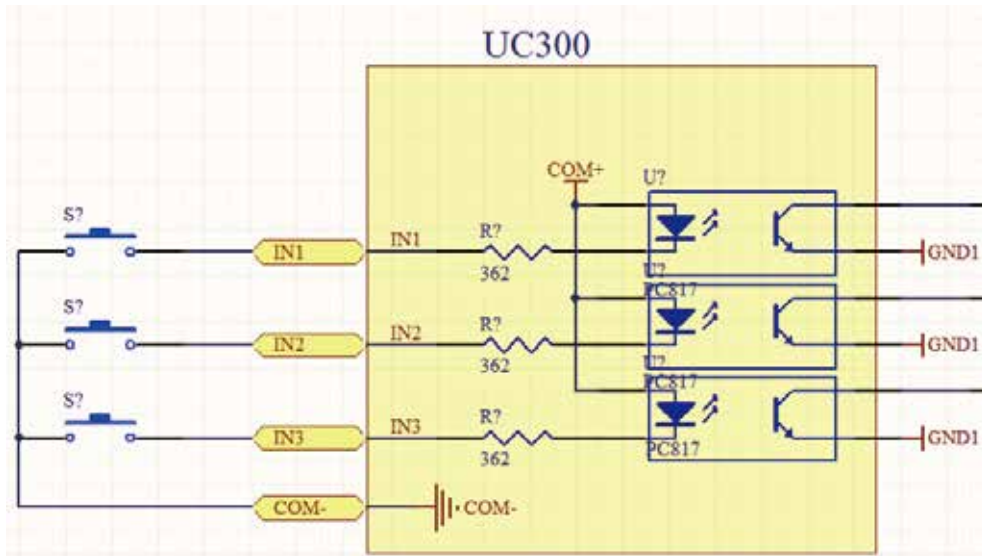 UC300
COM+
U?
S?
IN1
IN1
R?
362
GND1
U?
PC817
S?
IN2
IN2
R?
362
GND1
U?
PC817
S?
IN3
IN3
R?
362
PC817
GND1
COM-
COM-